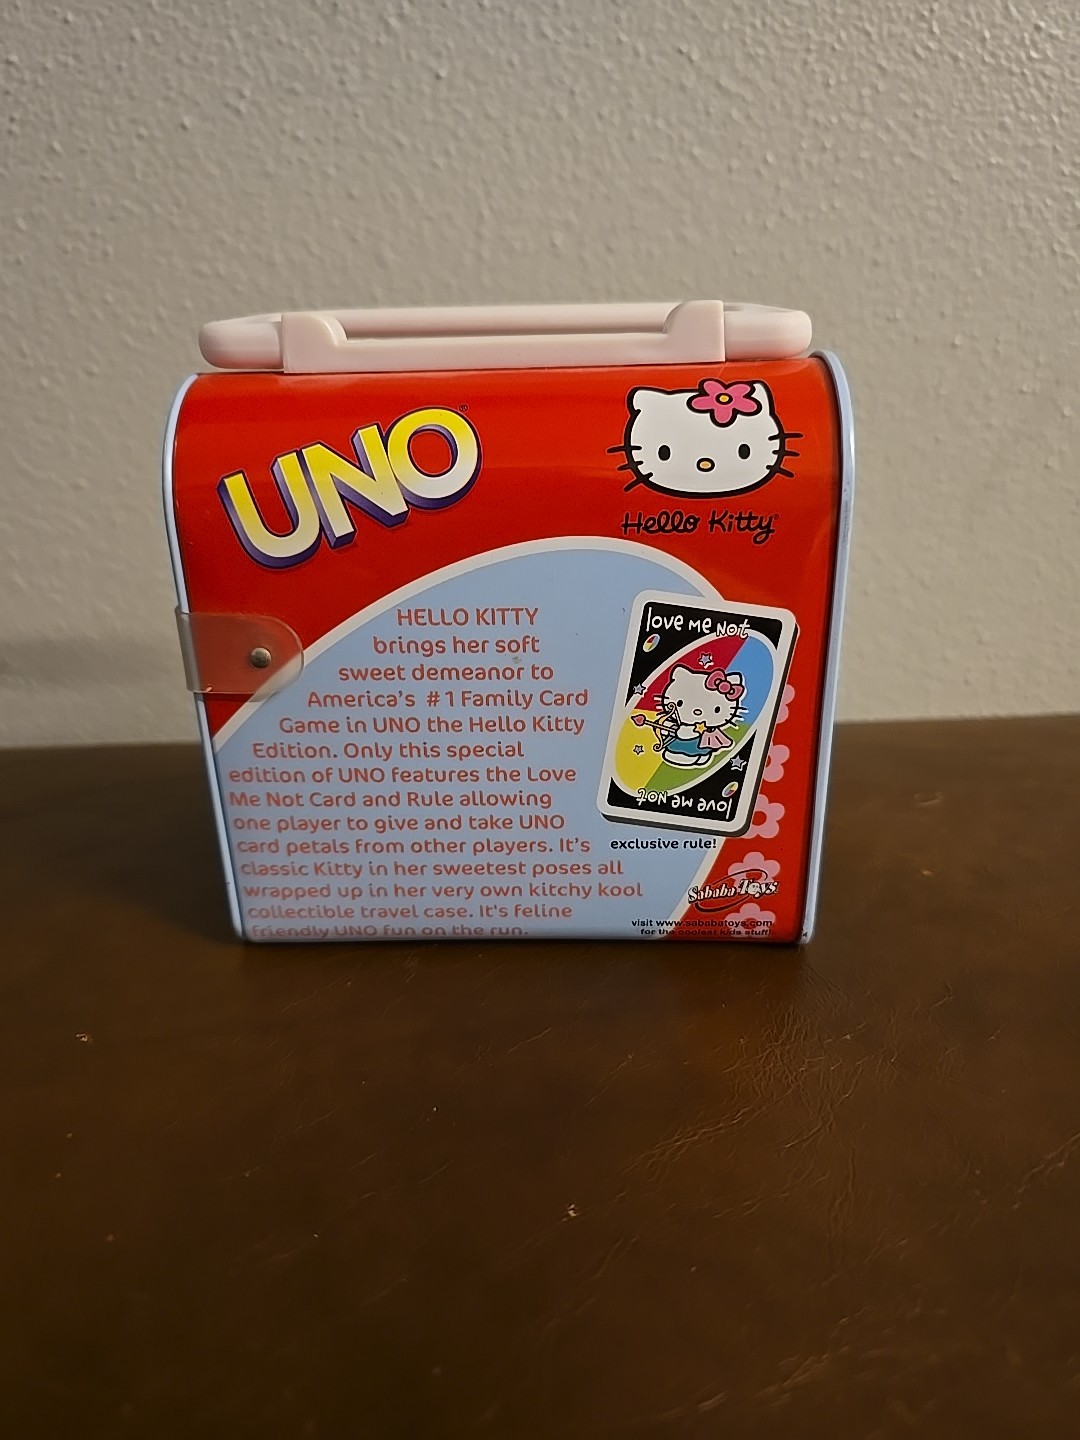 UNO®
Hello Kitty®
HELLO KITTY
brings her soft
sweet demeanor to
America's #1 Family Card
Game in UNO the Hello Kitty
Edition. Only this special
edition of UNO features the Love
Me Not Card and Rule allowing
one player to give and take UNO
card petals from other players. It's
classic Kitty in her sweetest poses all
wrapped up in her very own kitchy kool
collectible travel case. It's feline
friendly UNO fun on the run.
love me not
love me not
exclusive rule!
Sababa Toys
visit www.sababatoys.com
for the coolest kids stuff!